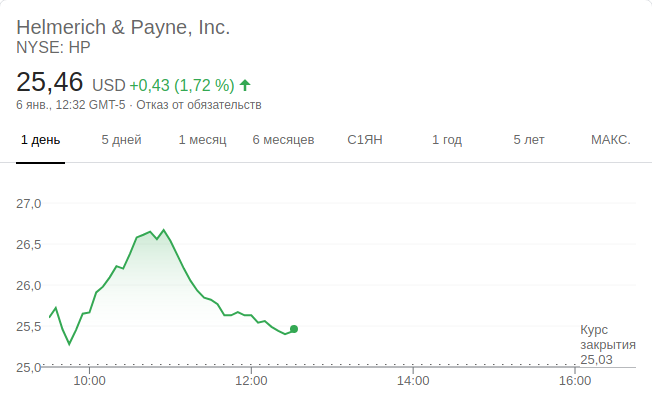 Helmerich & Payne, Inc.
NYSE: HP
25,46 USD +0,43 (1,72 %)
6 янв., 12:32 GMT-5 · Отказ от обязательств
1 день 5 дней 1 месяц 6 месяцев С1ЯН 1 год 5 лет МАКС.
27,0
26,5
26,0
25,5
25,0
Курс
закрытия
25,03
10:00 12:00 14:00 16:00